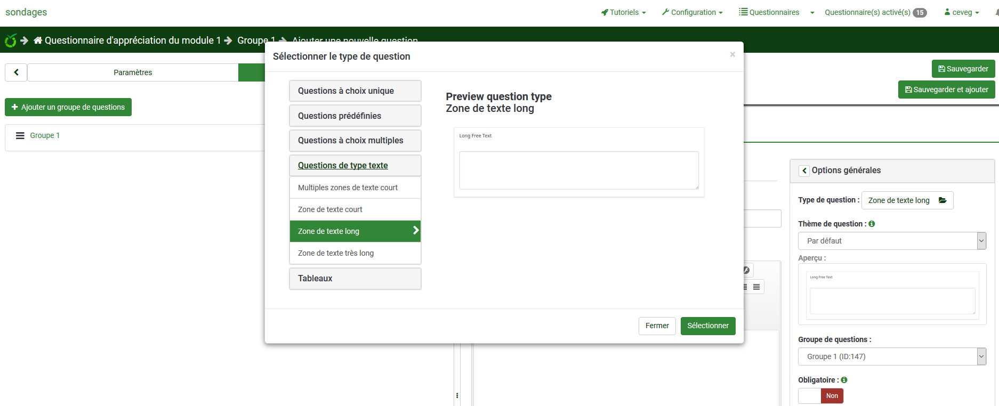 sondages
Tutoriels
Configuration
Questionnaires
Questionnaire(s) activé(s) 15
ceveg
Questionnaire d'appréciation du module 1
Groupe 1
Ajouter une nouvelle question
Sélectionner le type de question
×
Paramètres
Sauvegarder
Sauvegarder et ajouter
Ajouter un groupe de questions
Groupe 1
Questions à choix unique
Questions prédéfinies
Questions à choix multiples
Questions de type texte
Multiples zones de texte court
Zone de texte court
Zone de texte long
Zone de texte très long
Tableaux
Preview question type
Zone de texte long
Long Free Text
Fermer
Sélectionner
Options générales
Type de question :
Zone de texte long
Thème de question :
Par défaut
Aperçu :
Long Free Text
Groupe de questions :
Groupe 1 (ID:147)
Obligatoire :
Non